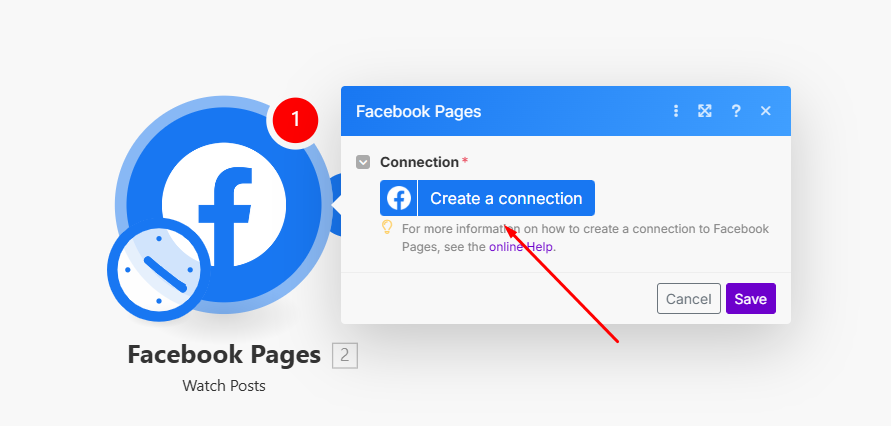 1
Facebook Pages
?
Connection *
Create a connection
For more information on how to create a connection to Facebook
Pages, see the online Help.
Cancel
Save
Facebook Pages 2
Watch Posts